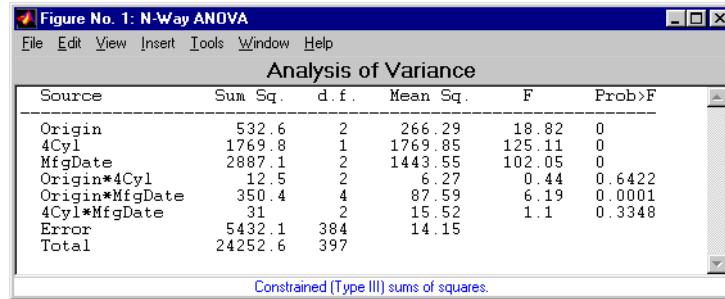 Figure No. 1: N-Way ANOVA
File Edit View Insert Tools Window Help
Analysis of Variance
Source Sum Sq. d.f. Mean Sq. F Prob>F
Origin 532.6 2 266.29 18.82 0
4Cyl 1769.8 1 1769.85 125.11 0
MfgDate 2887.1 2 1443.55 102.05 0
Origin*4Cyl 12.5 2 6.27 0.44 0.6422
Origin*MfgDate 350.4 4 87.59 6.19 0.0001
4Cyl*MfgDate 31 2 15.52 1.1 0.3348
Error 5432.1 384 14.15
Total 24252.6 397
Constrained (Type III) sums of squares.